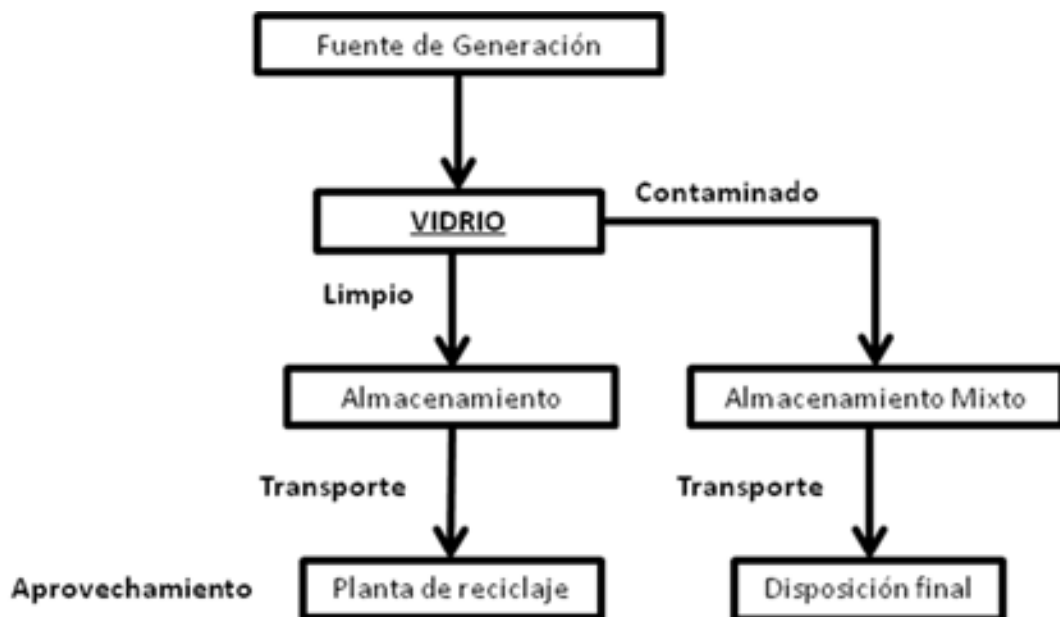 Fuente de Generación
Contaminado
VIDRIO
Limpio
Almacenamiento
Almacenamiento Mixto
Transporte
Transporte
Aprovechamiento
Planta de reciclaje
Disposición final